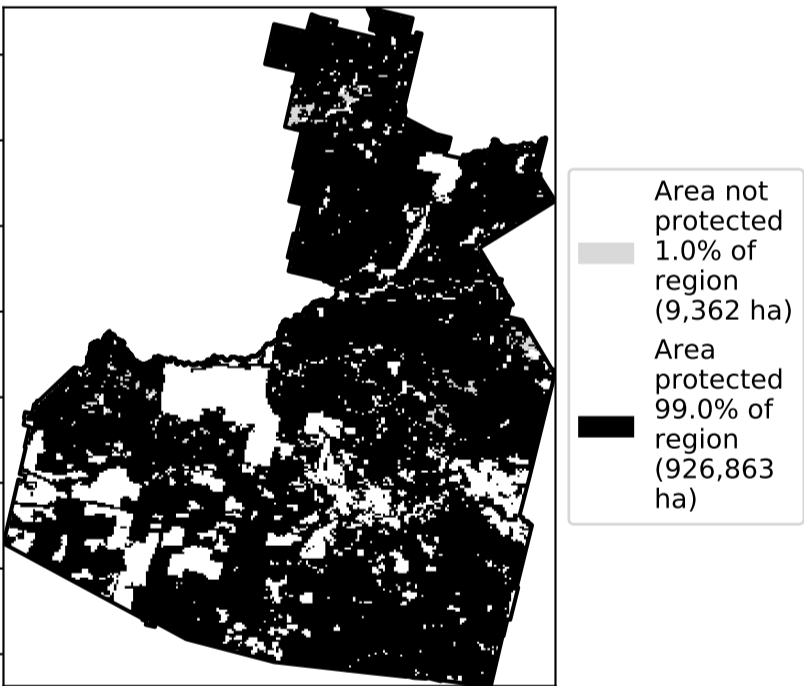 Area not
protected
1.0% of
region
(9,362 ha)
Area
protected
99.0% of
region
(926,863
ha)